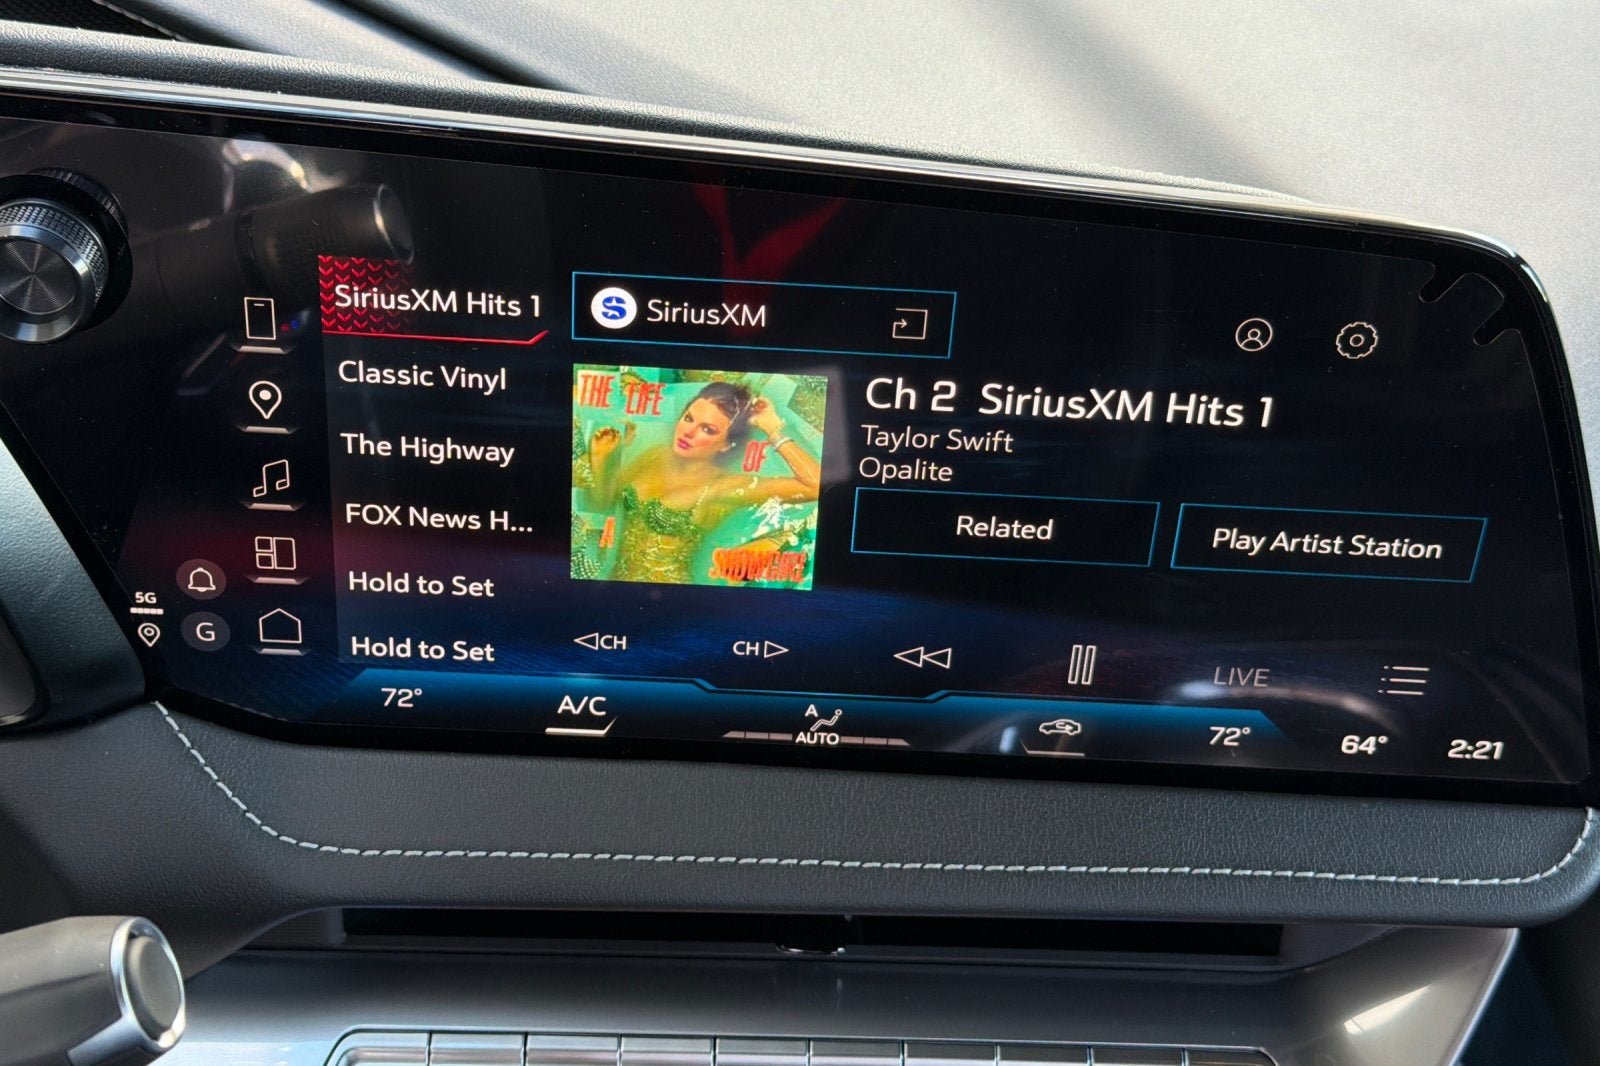 SiriusXM Hits 1
Classic Vinyl
The Highway
FOX News H...
Hold to Set
Hold to Set
S SiriusXM
THE LIFE
OF
A
SHOWGIRL
Ch 2 SiriusXM Hits 1
Taylor Swift
Opalite
Related
Play Artist Station
5G
G
CH
CH
LIVE
72°
A/C
A
AUTO
72°
64°
2:21